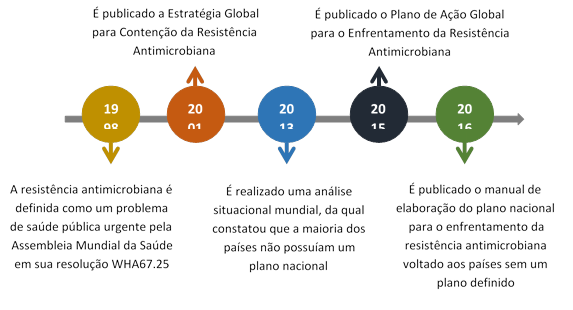 É publicado a Estratégia Global
para Contenção da Resistência
Antimicrobiana
É publicado o Plano de Ação Global
para o Enfrentamento da Resistência
Antimicrobiana
19
98
20
01
20
13
20
15
20
16
A resistência antimicrobiana é
definida como um problema
de saúde pública urgente pela
Assembleia Mundial da Saúde
em sua resolução WHA67.25
É realizado uma análise
situacional mundial, da qual
constatou que a maioria dos
países não possuíam um
plano nacional
É publicado o manual de
elaboração do plano nacional
para o enfrentamento da
resistência antimicrobiana
voltado aos países sem um
plano definido